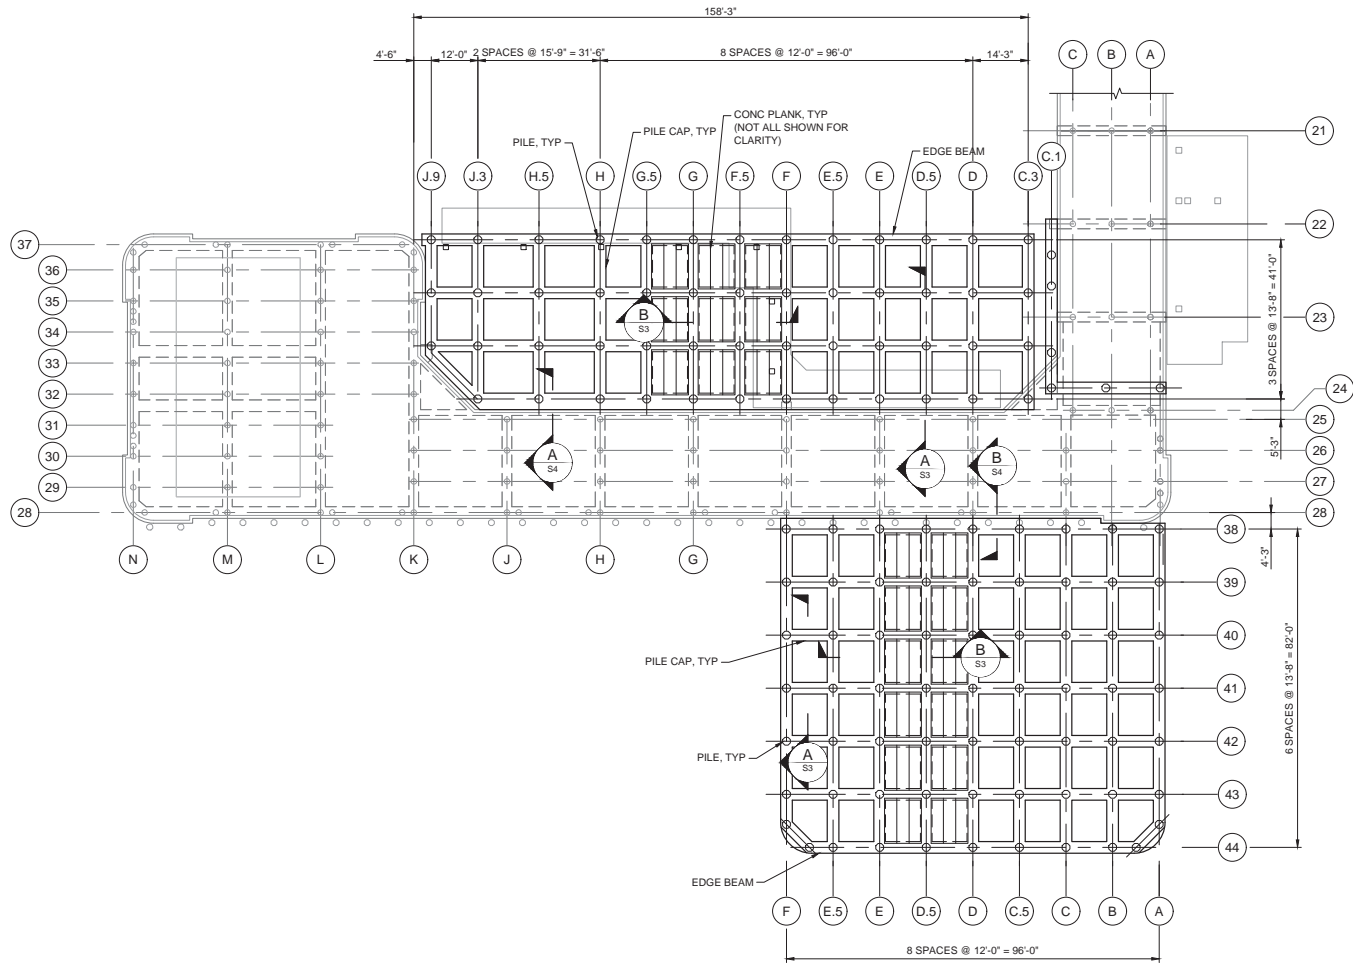 158'-3"
4'-6"
12'-0"
2 SPACES @ 15'-9" = 31'-6"
8 SPACES @ 12'-0" = 96'-0"
14'-3"
C
B
A
CONC PLANK, TYP
(NOT ALL SHOWN FOR
CLARITY)
PILE CAP, TYP
PILE, TYP
EDGE BEAM
C.1
J.9
J.3
H.5
H
G.5
G
F.5
F
E.5
E
D.5
D
C.3
21
22
23
24
25
26
27
28
3 SPACES @ 13'-8" = 41'-0"
5'-3"
4'-3"
37
36
35
34
33
32
31
30
29
28
B
S3
A
S4
A
S3
B
S4
N
M
L
K
J
H
G
38
39
40
41
42
43
44
6 SPACES @ 13'-8" = 82'-0"
PILE CAP, TYP
B
S3
PILE, TYP
A
S3
EDGE BEAM
F
E.5
E
D.5
D
C.5
C
B
A
8 SPACES @ 12'-0" = 96'-0"